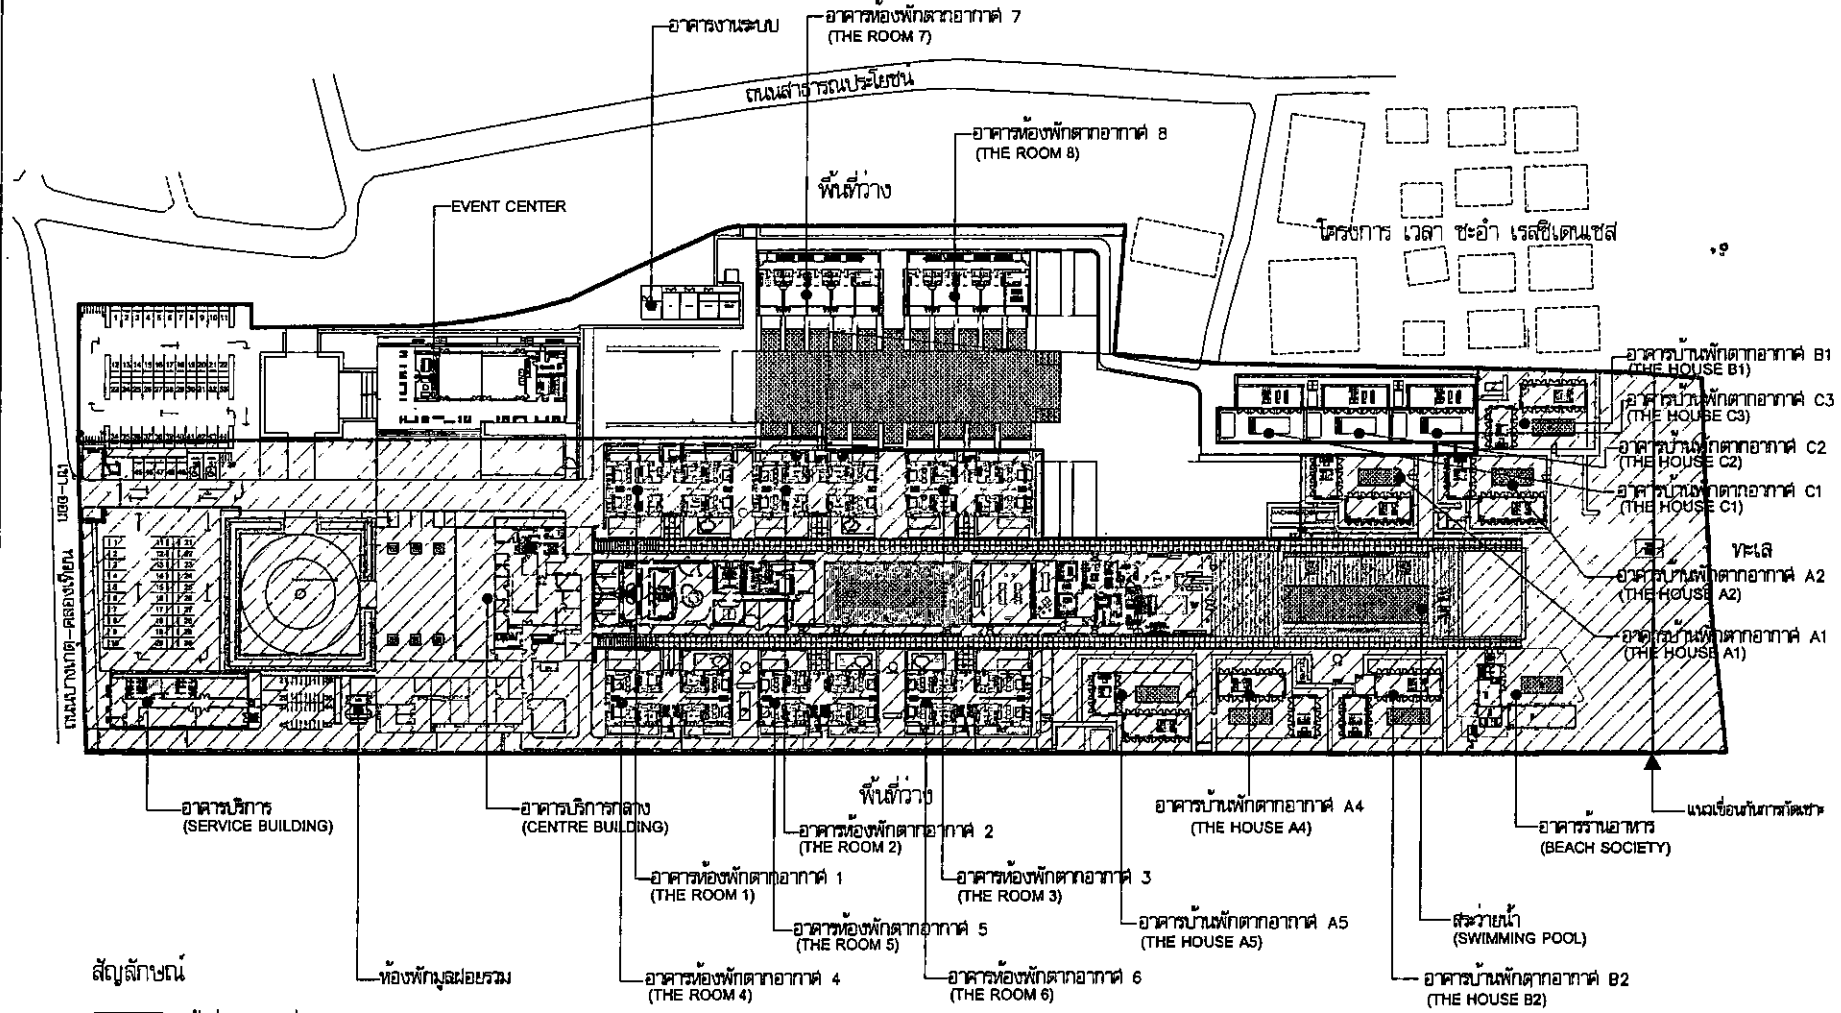 อาคารงานระบบ
อาคารห้องพักตากอากาศ 7
(THE ROOM 7)
ถนนสาธารณประโยชน์
อาคารห้องพักตากอากาศ 8
(THE ROOM 8)
พื้นที่ว่าง
EVENT CENTER
โครงการ เวลา ชะอำ เรสซิเดนเชส
อาคารบ้านพักตากอากาศ B1
(THE HOUSE B1)
อาคารบ้านพักตากอากาศ C3
(THE HOUSE C3)
อาคารบ้านพักตากอากาศ C2
(THE HOUSE C2)
อาคารบ้านพักตากอากาศ C1
(THE HOUSE C1)
ทะเล
อาคารบ้านพักตากอากาศ A2
(THE HOUSE A2)
อาคารบ้านพักตากอากาศ A1
(THE HOUSE A1)
อาคารบริการ
(SERVICE BUILDING)
อาคารบริการกลาง
(CENTRE BUILDING)
พื้นที่ว่าง
อาคารห้องพักตากอากาศ 2
(THE ROOM 2)
อาคารบ้านพักตากอากาศ A4
(THE HOUSE A4)
แนวเขื่อนกันการกัดเซาะ
อาคารร้านอาหาร
(BEACH SOCIETY)
อาคารห้องพักตากอากาศ 1
(THE ROOM 1)
อาคารห้องพักตากอากาศ 3
(THE ROOM 3)
อาคารห้องพักตากอากาศ 5
(THE ROOM 5)
อาคารบ้านพักตากอากาศ A5
(THE HOUSE A5)
สระว่ายน้ำ
(SWIMMING POOL)
สัญลักษณ์
ห้องพักมูลฝอยรวม
อาคารห้องพักตากอากาศ 4
(THE ROOM 4)
อาคารห้องพักตากอากาศ 6
(THE ROOM 6)
อาคารบ้านพักตากอากาศ B2
(THE HOUSE B2)